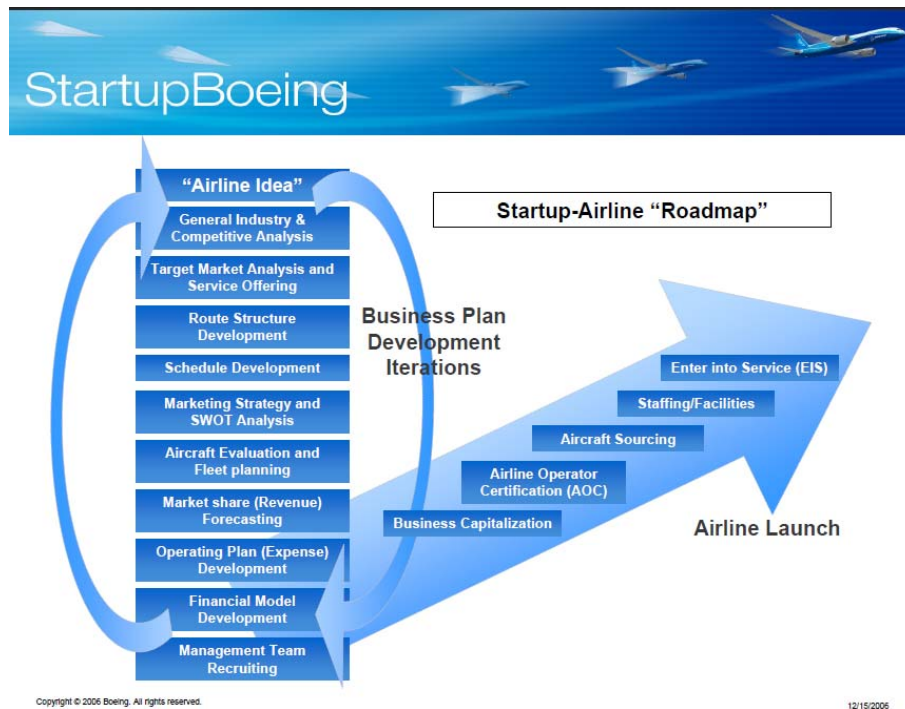 StartupBoeing
“Airline Idea”
General Industry &
Competitive Analysis
Target Market Analysis and
Service Offering
Route Structure
Development
Schedule Development
Marketing Strategy and
SWOT Analysis
Aircraft Evaluation and
Fleet planning
Market share (Revenue)
Forecasting
Operating Plan (Expense)
Development
Financial Model
Development
Management Team
Recruiting
Startup-Airline “Roadmap”
Business Plan
Development
Iterations
Enter into Service (EIS)
Staffing/Facilities
Aircraft Sourcing
Airline Operator
Certification (AOC)
Business Capitalization
Airline Launch
Copyright © 2006 Boeing. All rights reserved.
12/15/2006